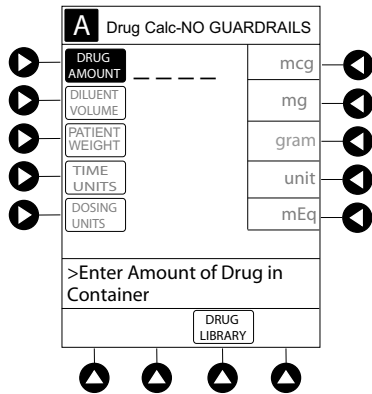 A Drug Calc-NO GUARDRAILS
DRUG
AMOUNT
_ _ _ _
mcg
DILUENT
VOLUME
mg
PATIENT
WEIGHT
gram
TIME
UNITS
unit
DOSING
UNITS
mEq
>Enter Amount of Drug in
Container
DRUG
LIBRARY